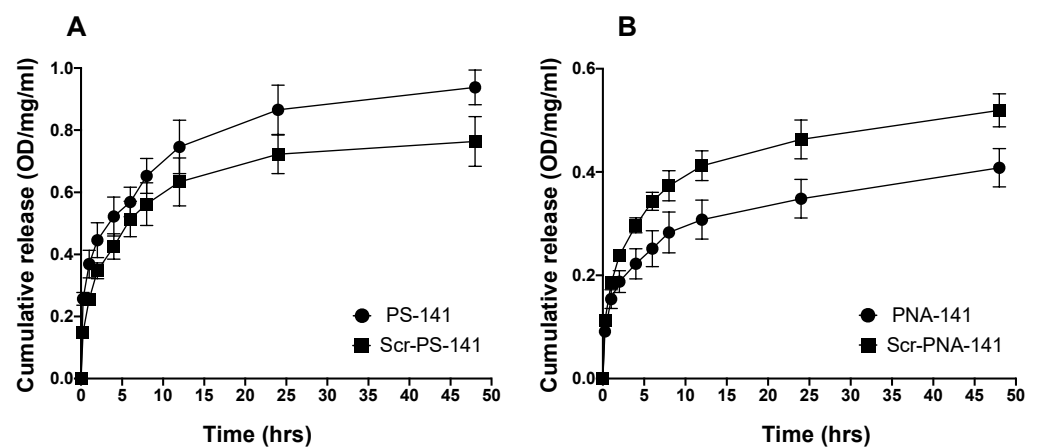 A
Cumulative release (OD/mg/ml)
1.0
0.8
0.6
0.4
0.2
0.0
PS-141
Scr-PS-141
0 5 10 15 20 25 30 35 40 45 50
Time (hrs)
B
Cumulative release (OD/mg/ml)
0.6
0.4
0.2
0.0
PNA-141
Scr-PNA-141
0 5 10 15 20 25 30 35 40 45 50
Time (hrs)